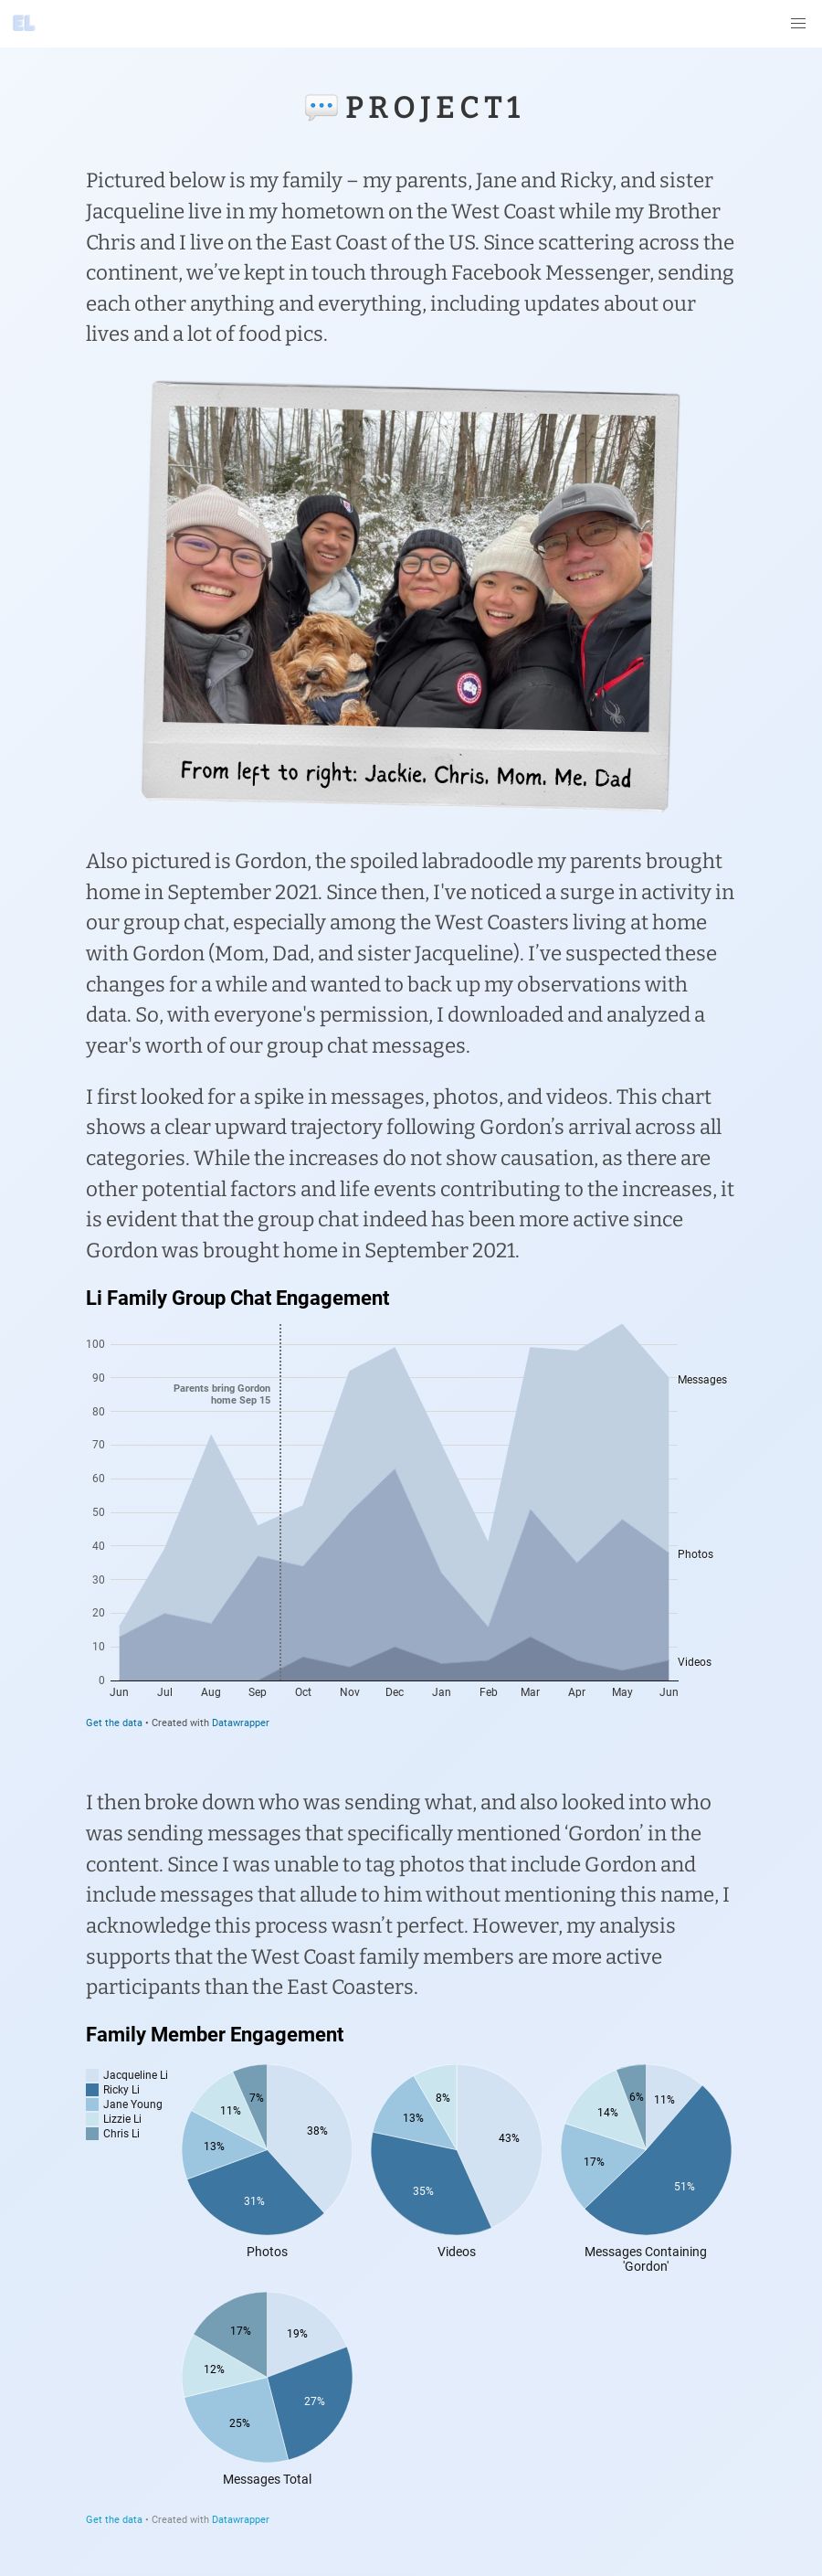 EL
PROJECT1
Pictured below is my family – my parents, Jane and Ricky, and sister
Jacqueline live in my hometown on the West Coast while my Brother
Chris and I live on the East Coast of the US. Since scattering across the
continent, we’ve kept in touch through Facebook Messenger, sending
each other anything and everything, including updates about our
lives and a lot of food pics.
From left to right: Jackie, Chris, Mom, Me, Dad
Also pictured is Gordon, the spoiled labradoodle my parents brought
home in September 2021. Since then, I've noticed a surge in activity in
our group chat, especially among the West Coasters living at home
with Gordon (Mom, Dad, and sister Jacqueline). I’ve suspected these
changes for a while and wanted to back up my observations with
data. So, with everyone's permission, I downloaded and analyzed a
year's worth of our group chat messages.
I first looked for a spike in messages, photos, and videos. This chart
shows a clear upward trajectory following Gordon’s arrival across all
categories. While the increases do not show causation, as there are
other potential factors and life events contributing to the increases, it
is evident that the group chat indeed has been more active since
Gordon was brought home in September 2021.
Li Family Group Chat Engagement
100
90
80
70
60
50
40
30
20
10
0
Parents bring Gordon
home Sep 15
Messages
Photos
Videos
Jun Jul Aug Sep Oct Nov Dec Jan Feb Mar Apr May Jun
Get the data • Created with Datawrapper
I then broke down who was sending what, and also looked into who
was sending messages that specifically mentioned ‘Gordon’ in the
content. Since I was unable to tag photos that include Gordon and
include messages that allude to him without mentioning this name, I
acknowledge this process wasn’t perfect. However, my analysis
supports that the West Coast family members are more active
participants than the East Coasters.
Family Member Engagement
Jacqueline Li
Ricky Li
Jane Young
Lizzie Li
Chris Li
38%
31%
13%
11%
7%
Photos
43%
35%
13%
8%
Videos
11%
51%
17%
14%
6%
Messages Containing
'Gordon'
19%
27%
25%
12%
17%
Messages Total
Get the data • Created with Datawrapper